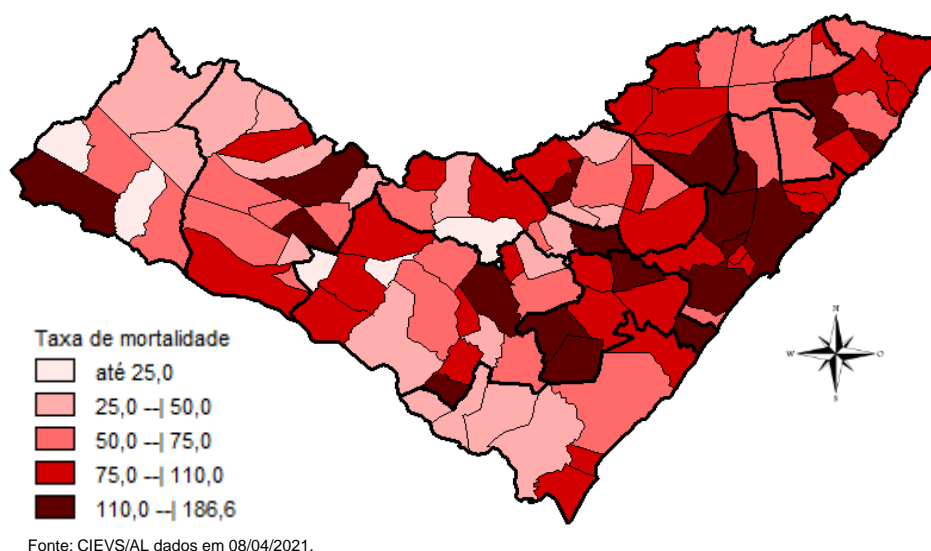 Taxa de mortalidade
até 25,0
25,0 --| 50,0
50,0 --| 75,0
75,0 --| 110,0
110,0 --| 186,6
N
W
O
S
Fonte: CIEVS/AL dados em 08/04/2021.